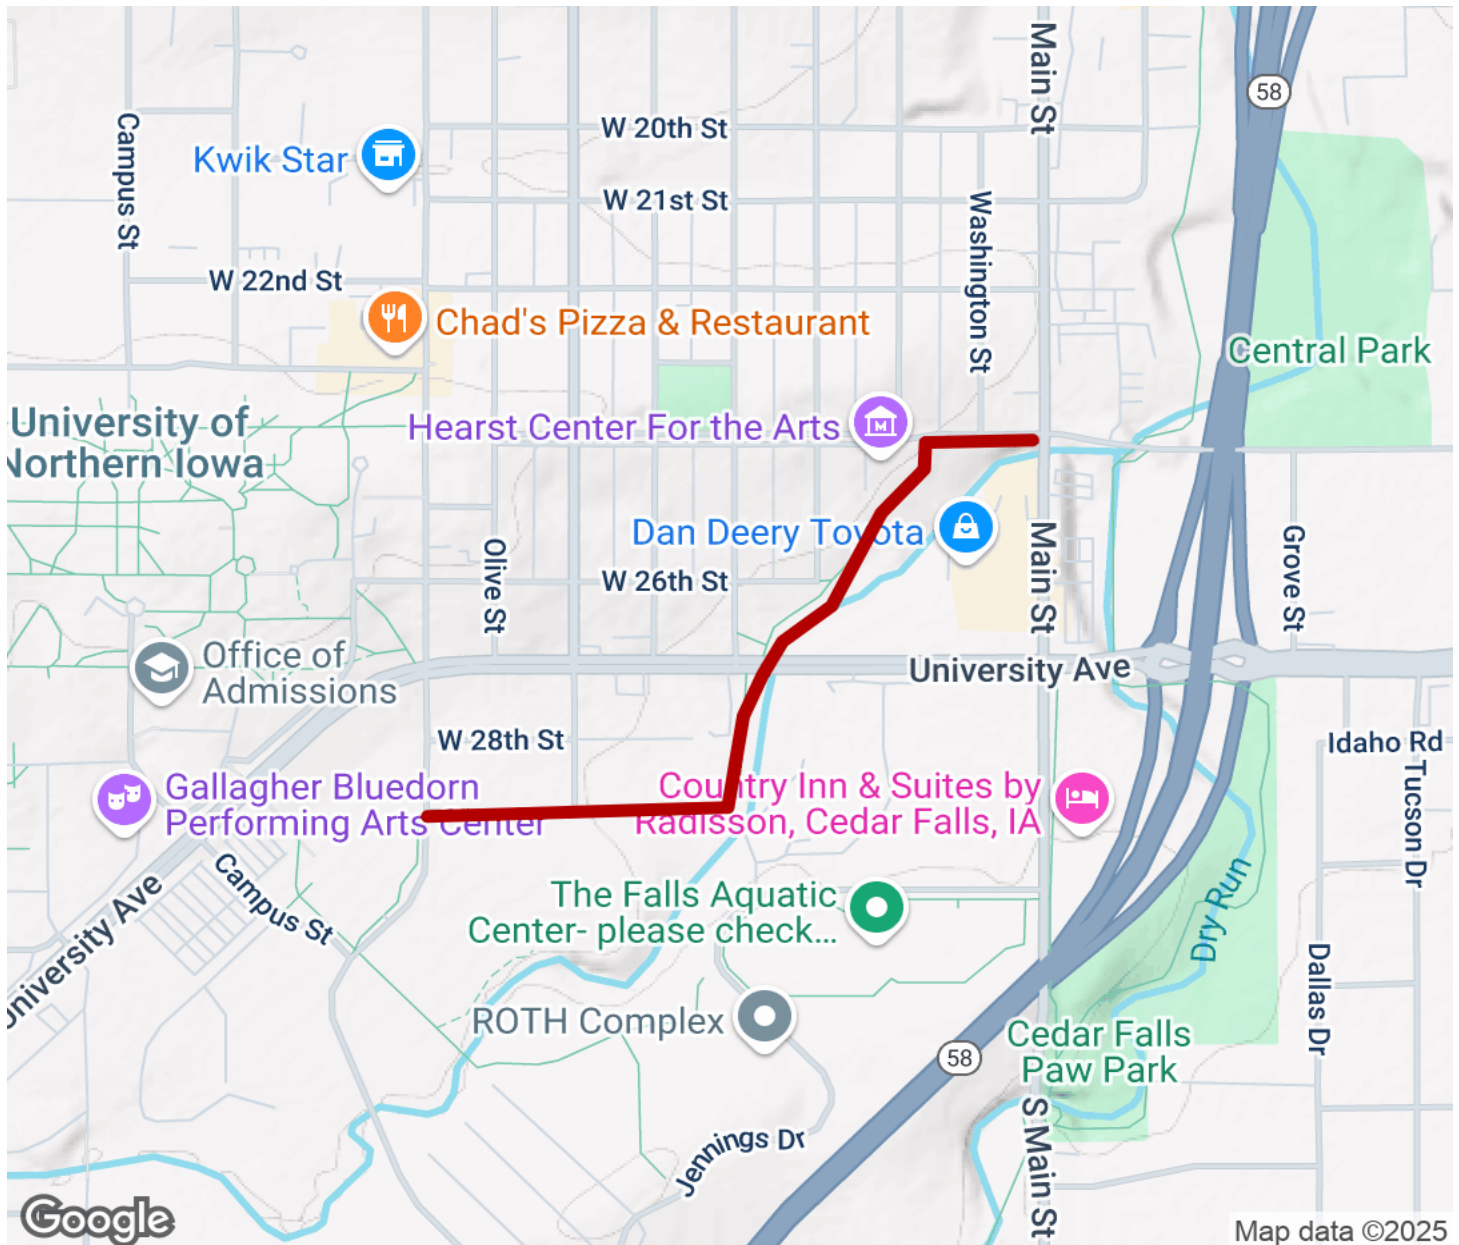 Main St
58
Campus St
W 20th St
Kwik Star
W 21st St
Washington St
W 22nd St
Chad's Pizza & Restaurant
Central Park
University of
Northern Iowa
Hearst Center For the Arts
M
Dan Deery Toyota
Olive St
Main St
Grove St
W 26th St
Office of
Admissions
University Ave
W 28th St
Idaho Rd
Gallagher Bluedorn
Performing Arts Center
Country Inn & Suites by
Radisson, Cedar Falls, IA
Tucson Dr
University Ave
Campus St
The Falls Aquatic
Center- please check...
Dry Run
Dallas Dr
ROTH Complex
58
Cedar Falls
Paw Park
S Main St
Jennings Dr
Google
Map data ©2025